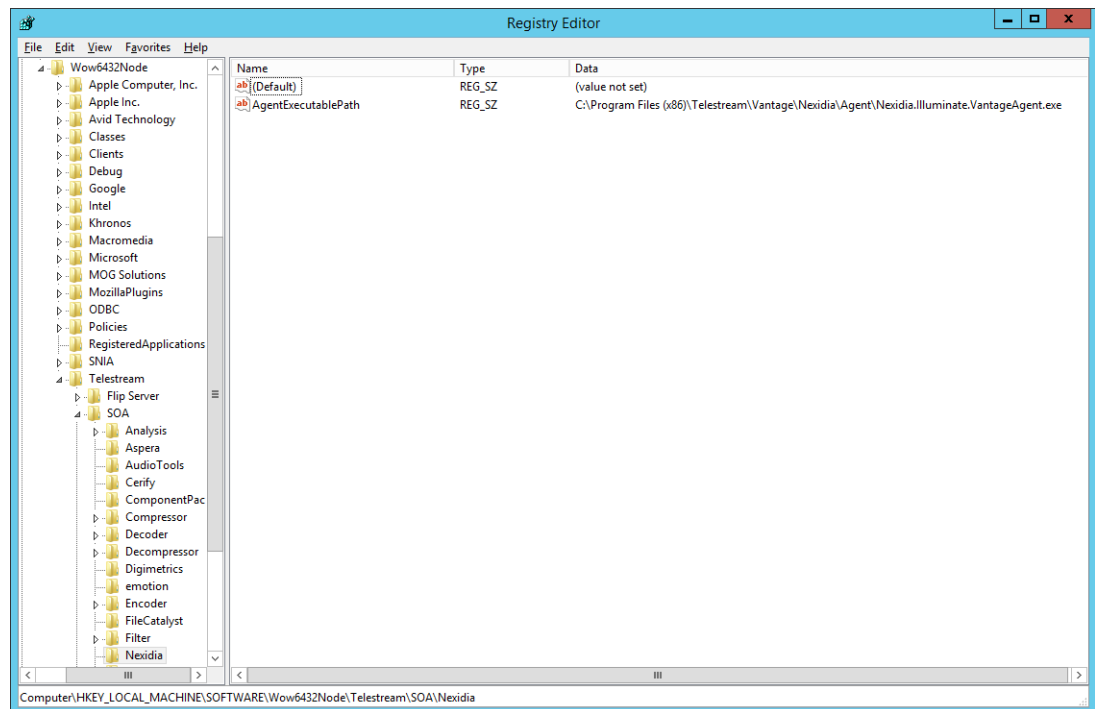 Registry Editor
File Edit View Favorites Help
Wow6432Node
Apple Computer, Inc.
Apple Inc.
Avid Technology
Classes
Clients
Debug
Google
Intel
Khronos
Macromedia
Microsoft
MOG Solutions
MozillaPlugins
ODBC
Policies
RegisteredApplications
SNIA
Telestream
Flip Server
SOA
Analysis
Aspera
AudioTools
Cerify
ComponentPac
Compressor
Decoder
Decompressor
Digimetrics
emotion
Encoder
FileCatalyst
Filter
Nexidia
Name Type Data
ab (Default) REG_SZ (value not set)
ab AgentExecutablePath REG_SZ C:\Program Files (x86)\Telestream\Vantage\Nexidia\Agent\Nexidia.Illuminate.VantageAgent.exe
Computer\HKEY_LOCAL_MACHINE\SOFTWARE\Wow6432Node\Telestream\SOA\Nexidia